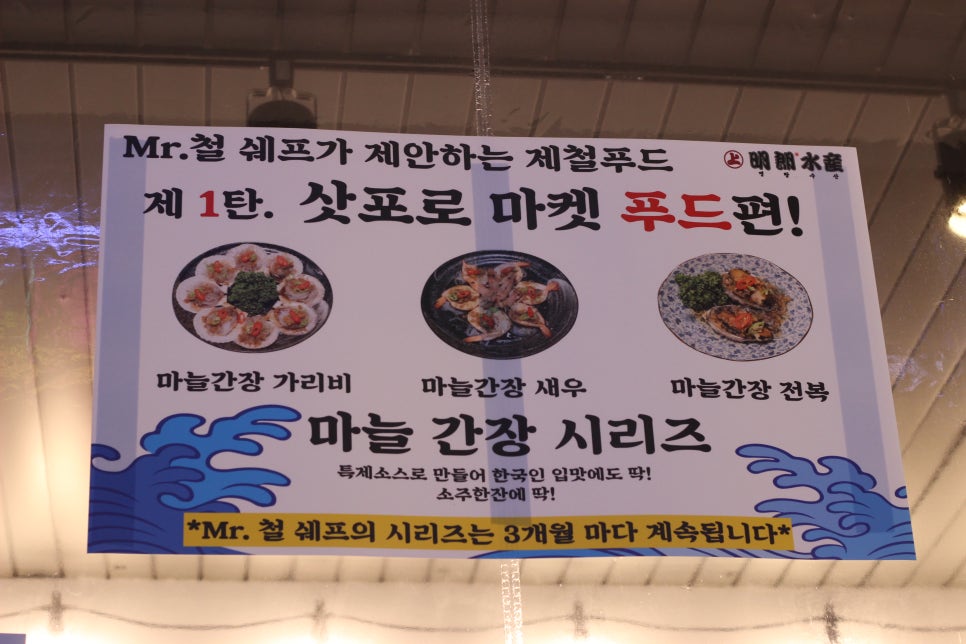 Mr.철 쉐프가 제안하는 제철푸드
上 明朗水産
명랑수산
제 1탄. 삿포로 마켓 푸드편!
마늘간장 가리비
마늘간장 새우
마늘간장 전복
마늘 간장 시리즈
특제소스로 만들어 한국인 입맛에도 딱!
소주한잔에 딱!
*Mr. 철 쉐프의 시리즈는 3개월 마다 계속됩니다*